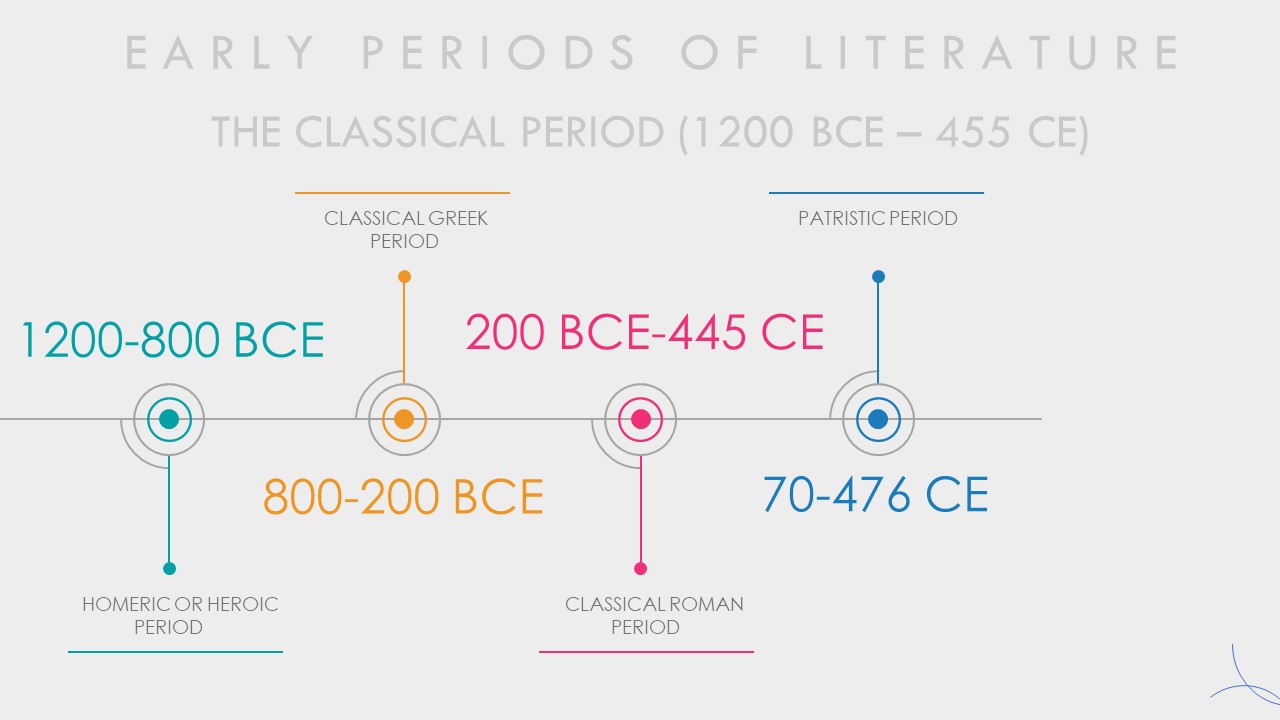 EARLY PERIODS OF LITERATURE
THE CLASSICAL PERIOD (1200 BCE – 455 CE)
CLASSICAL GREEK
PERIOD
PATRISTIC PERIOD
1200-800 BCE
200 BCE-445 CE
800-200 BCE
70-476 CE
HOMERIC OR HEROIC
PERIOD
CLASSICAL ROMAN
PERIOD